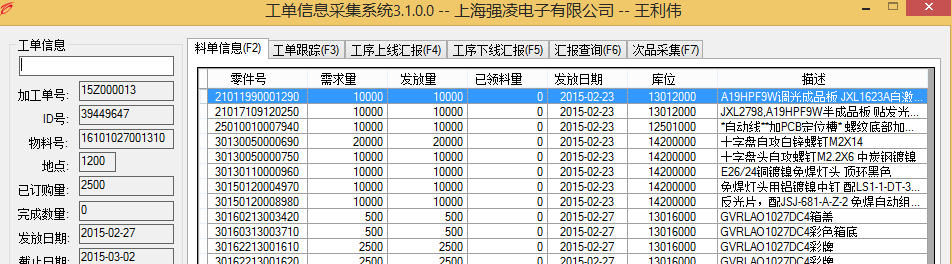 工单信息采集系统3.1.0.0 -- 上海强凌电子有限公司 -- 王利伟
工单信息
加工单号: 15Z000013
ID号: 39449647
物料号: 16101027001310
地点: 1200
已订购量: 2500
完成数量: 0
发放日期: 2015-02-27
截止日期: 2015-03-02
料单信息(F2) 工单跟踪(F3) 工序上线汇报(F4) 工序下线汇报(F5) 汇报查询(F6) 次品采集(F7)
零件号 需求量 发放量 已领料量 发放日期 库位 描述
21011990001290 10000 10000 0 2015-02-23 13012000 A19HPF9W调光成品板 JXL1623A白激...
21017109120250 10000 10000 0 2015-02-23 13012000 JXL2798,A19HPF9W半成品板 贴发光...
25010010007940 10000 10000 0 2015-02-23 12501000 *自动线**加PCB定位槽* 螺纹底部加...
30130050000690 20000 20000 0 2015-02-23 14200000 十字盘自攻白锌螺钉M2X14
30130050000750 10000 10000 0 2015-02-23 14200000 十字盘头自攻螺钉M2.2X6 中炭钢镀镍
30130110000960 10000 10000 0 2015-02-23 14200000 E26/24铜镀镍免焊灯头 顶环黑色
30150120004970 10000 10000 0 2015-02-23 14200000 免焊灯头用铝镀镍中钉 配LS1-1-DT-3...
30150120008980 10000 10000 0 2015-02-23 14200000 反光片，配JSJ-681-A-Z-2 免焊自动组...
30160213003420 500 500 0 2015-02-27 13016000 GVRLAO1027DC4箱盖
30160313003710 500 500 0 2015-02-27 13016000 GVRLAO1027DC4彩色箱底
30162213001610 2500 2500 0 2015-02-27 13016000 GVRLAO1027DC4彩牌
30162213001620 2500 2500 0 2015-02-27 13016000 GVRLAO1027DC4彩牌